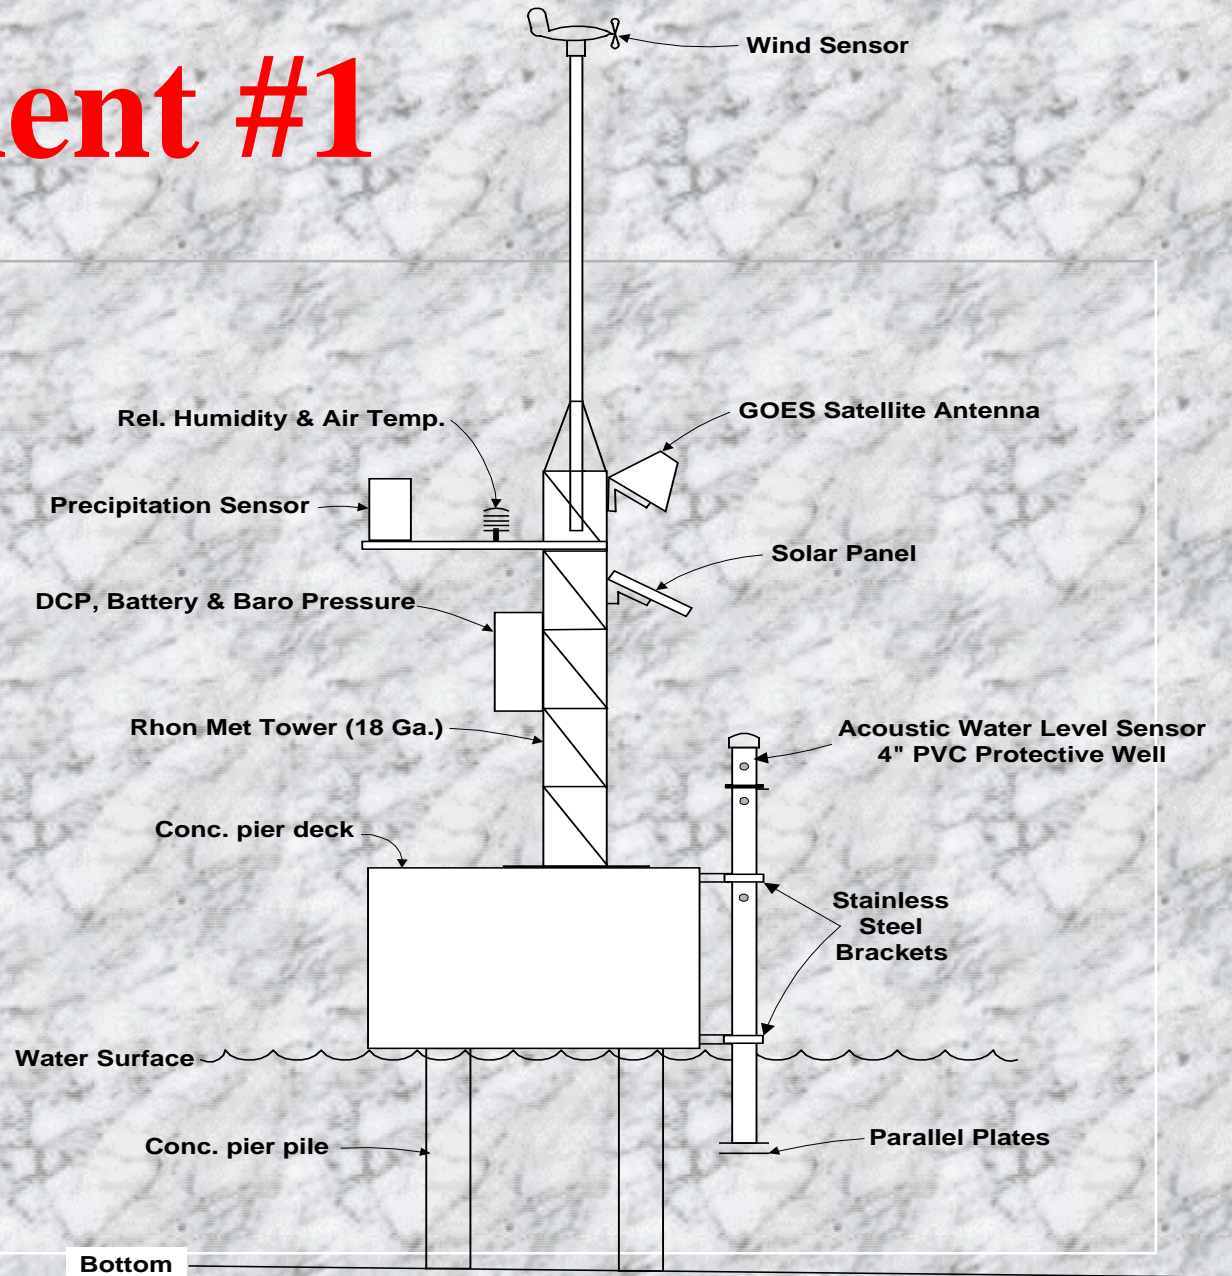 Wind Sensor
ent #1
Rel. Humidity & Air Temp.
GOES Satellite Antenna
Precipitation Sensor
Solar Panel
DCP, Battery & Baro Pressure
Rhon Met Tower (18 Ga.)
Acoustic Water Level Sensor
4" PVC Protective Well
Conc. pier deck
Stainless
Steel
Brackets
Water Surface
Conc. pier pile
Parallel Plates
Bottom